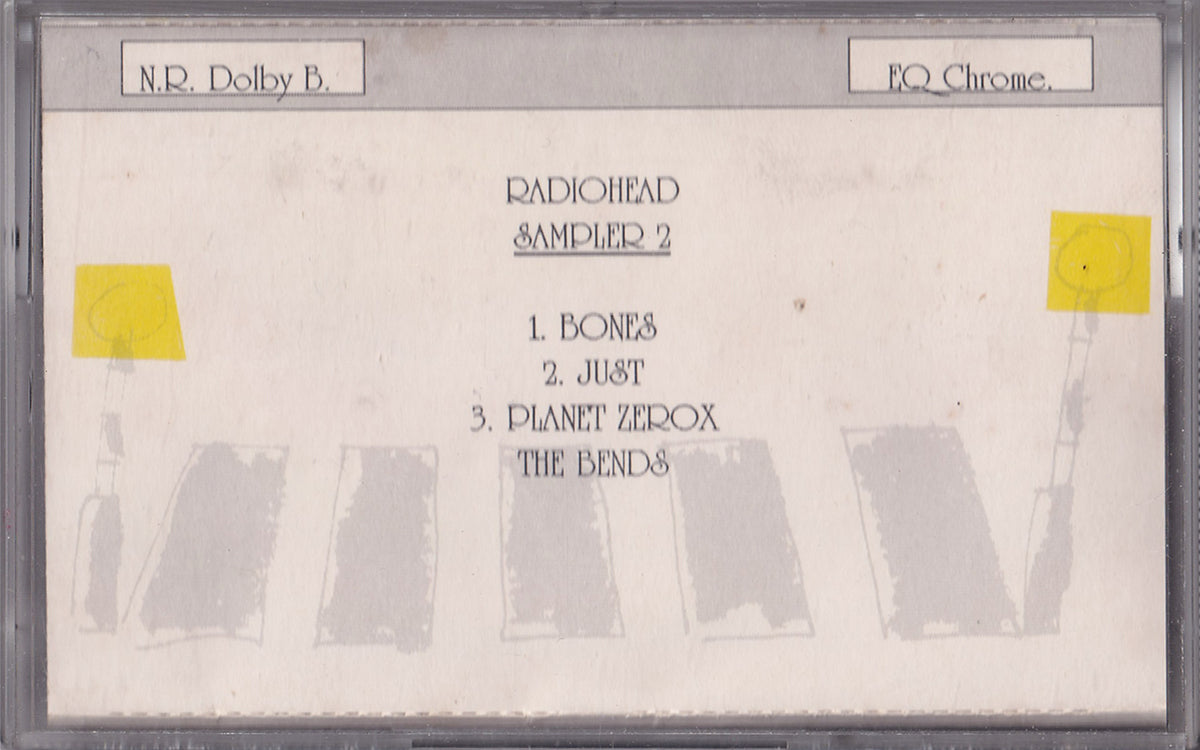 N.R. Dolby B.
EQ Chrome.
RADIOHEAD
SAMPLER 2
1. BONES
2. JUST
3. PLANET ZEROX
THE BENDS